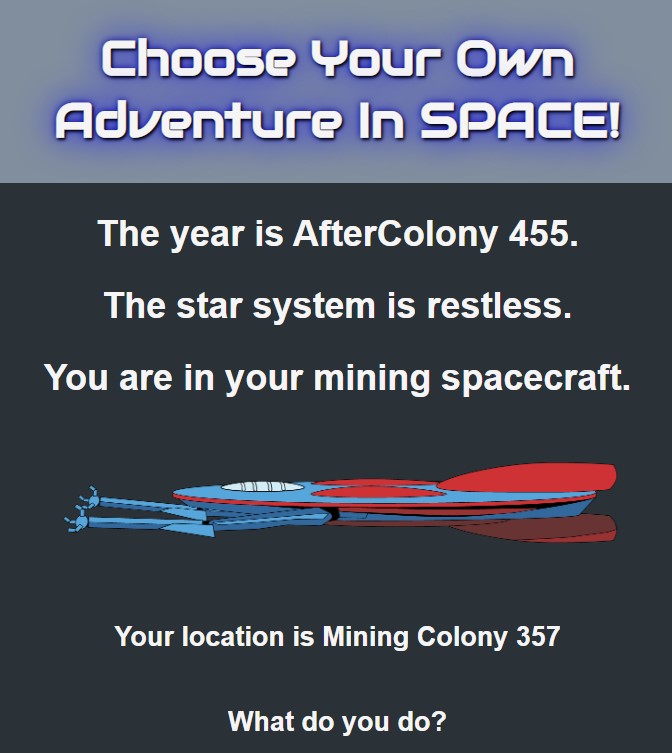 Choose Your Own
Adventure In SPACE!
The year is AfterColony 455.
The star system is restless.
You are in your mining spacecraft.
Your location is Mining Colony 357
What do you do?